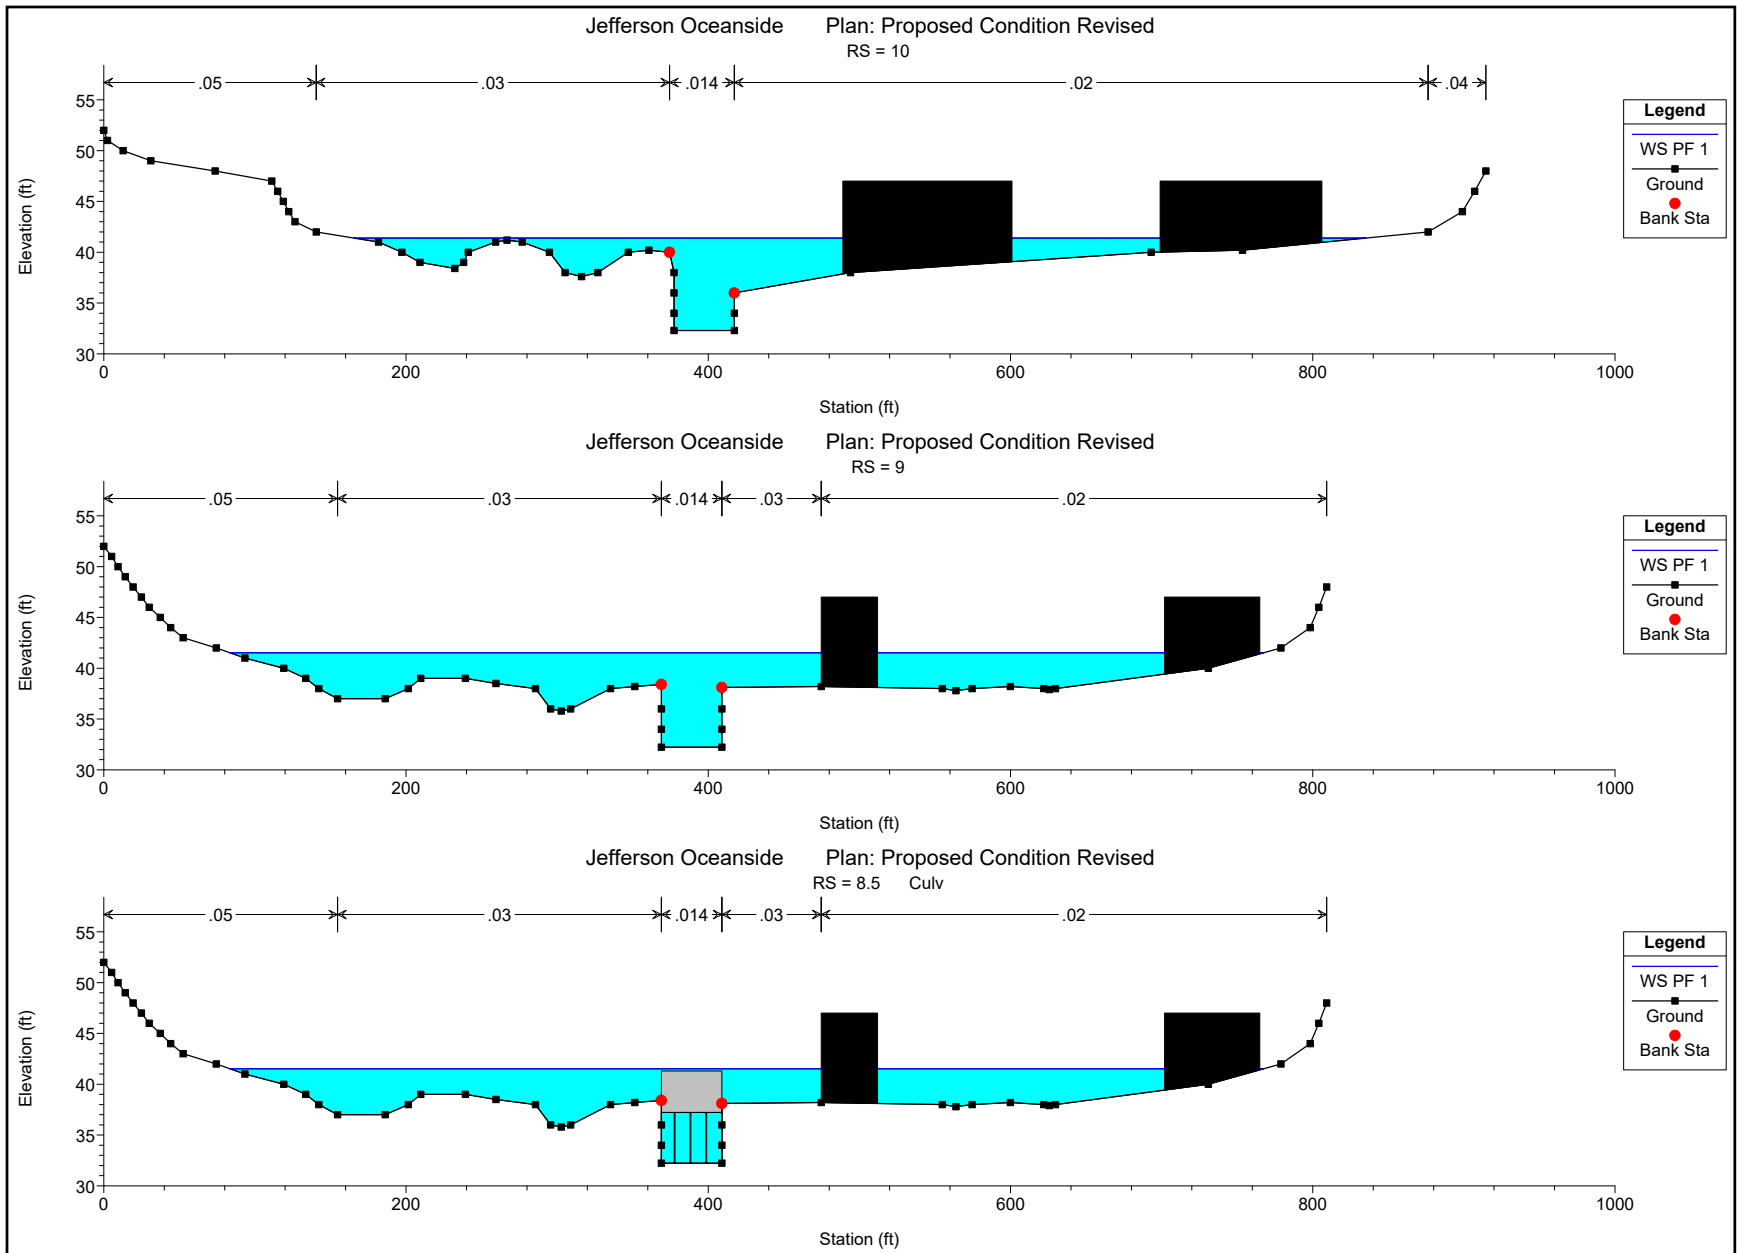 Jefferson Oceanside Plan: Proposed Condition Revised
RS = 10
.05 .03 .014 .02 .04
55
50
45
40
35
30
Elevation (ft)
0 200 400 600 800 1000
Station (ft)
Legend
WS PF 1
Ground
Bank Sta
Jefferson Oceanside Plan: Proposed Condition Revised
RS = 9
.05 .03 .014 .03 .02
55
50
45
40
35
30
Elevation (ft)
0 200 400 600 800 1000
Station (ft)
Legend
WS PF 1
Ground
Bank Sta
Jefferson Oceanside Plan: Proposed Condition Revised
RS = 8.5 Culv
.05 .03 .014 .03 .02
55
50
45
40
35
30
Elevation (ft)
0 200 400 600 800 1000
Station (ft)
Legend
WS PF 1
Ground
Bank Sta